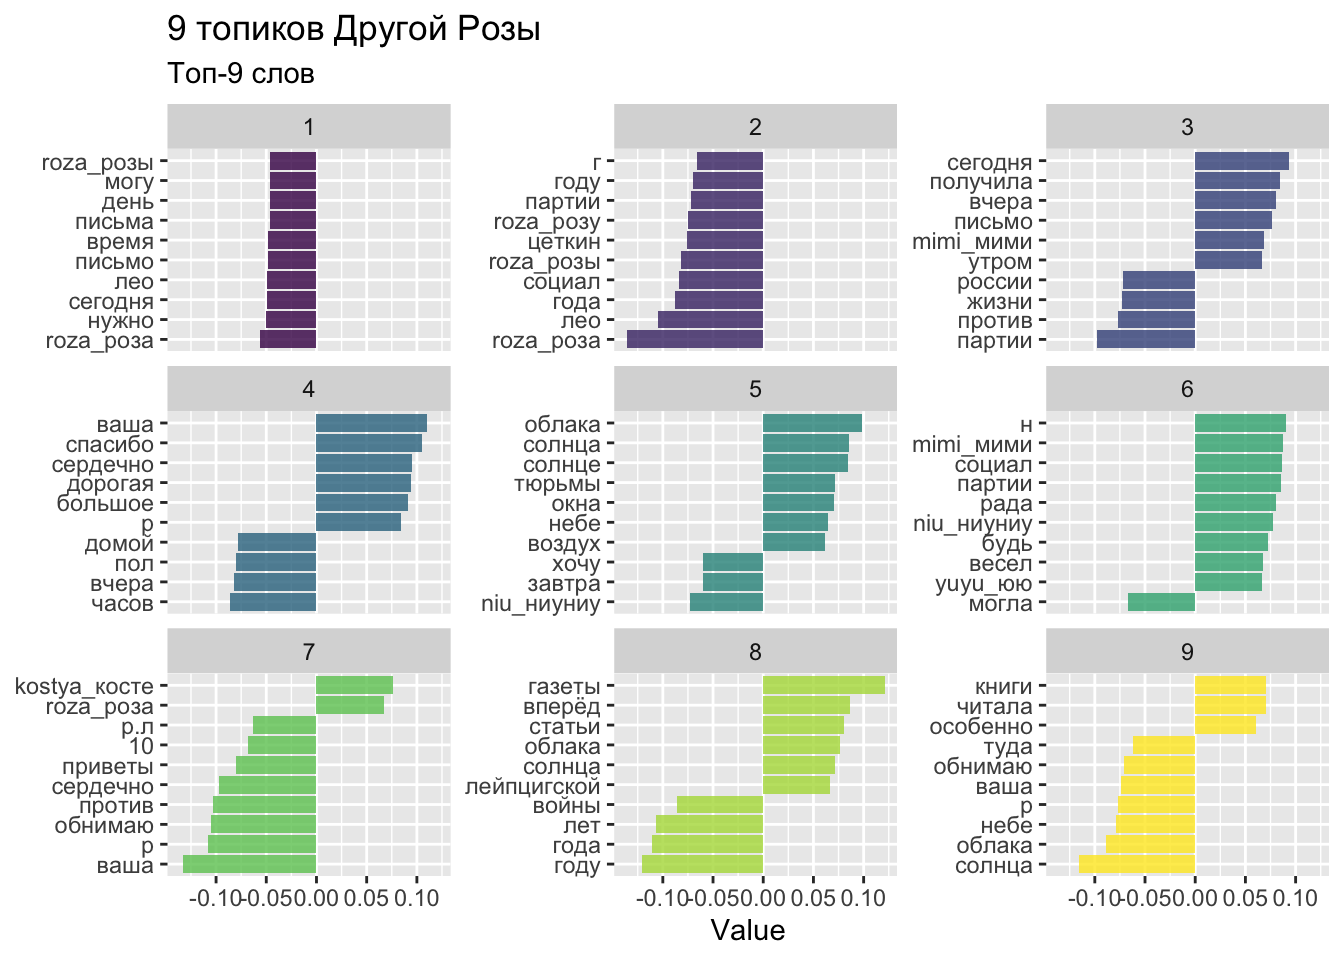 9 топиков Другой Розы
Топ-9 слов
1
roza_розы
могу
день
письма
время
письмо
лео
сегодня
нужно
roza_роза
2
г
году
партии
roza_розу
цеткин
roza_розы
социал
года
лео
roza_роза
3
сегодня
получила
вчера
письмо
mimi_мими
утром
россии
жизни
против
партии
4
ваша
спасибо
сердечно
дорогая
большое
р
домой
пол
вчера
часов
5
облака
солнца
солнце
тюрьмы
окна
небе
воздух
хочу
завтра
niu_ниуниу
6
н
mimi_мими
социал
партии
рада
niu_ниуниу
будь
весел
yuyu_юю
могла
7
kostya_косте
roza_роза
р.л
10
приветы
сердечно
против
обнимаю
р
ваша
8
газеты
вперёд
статьи
облака
солнца
лейпцигской
войны
лет
года
году
9
книги
читала
особенно
туда
обнимаю
ваша
р
небе
облака
солнца
-0.10 -0.05 0.00 0.05 0.10
-0.10 -0.05 0.00 0.05 0.10
-0.10 -0.05 0.00 0.05 0.10
Value